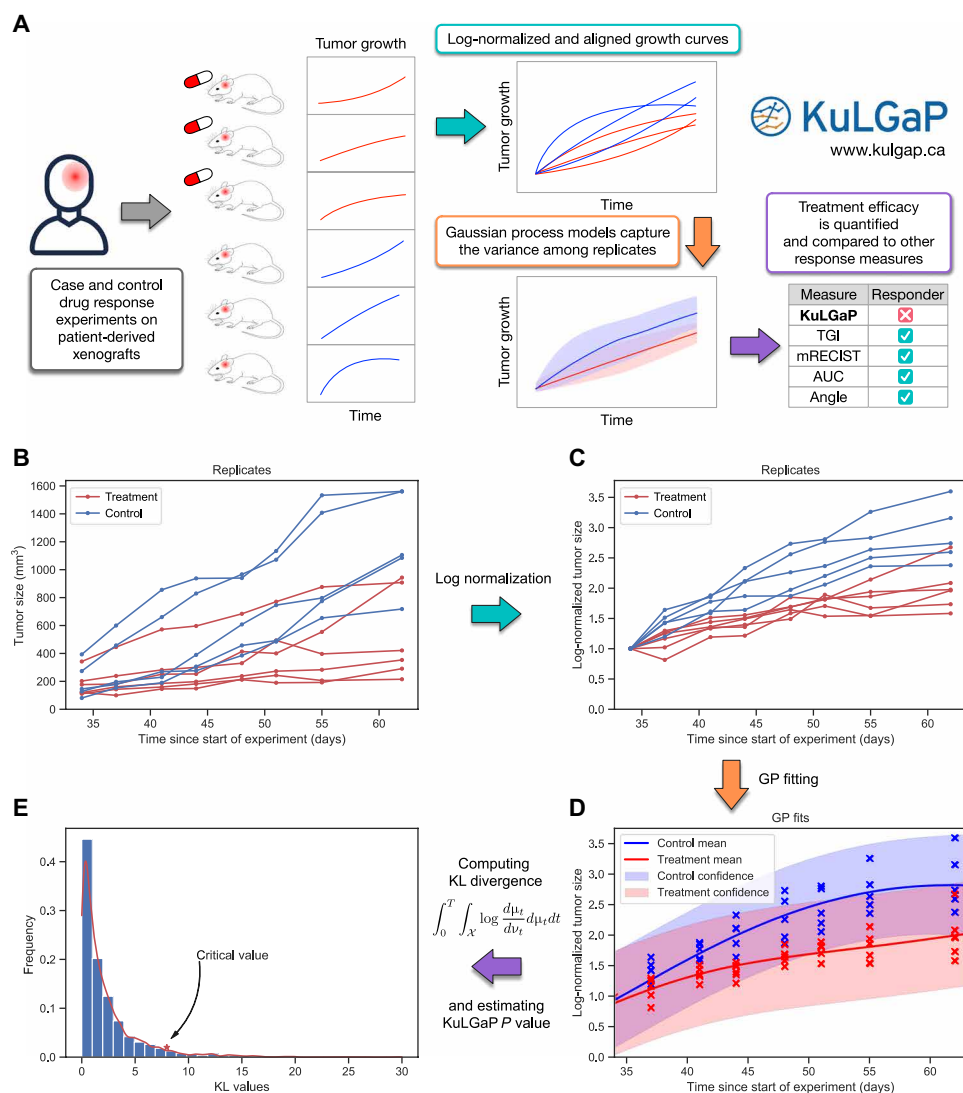 A
Tumor growth
Log-normalized and aligned growth curves
Tumor growth
Time
KuLGaP
www.kulgap.ca
Case and control
drug response
experiments on
patient-derived
xenografts
Time
Gaussian process models capture
the variance among replicates
Tumor growth
Time
Treatment efficacy
is quantified
and compared to other
response measures
Measure Responder
KuLGaP
TGI
mRECIST
AUC
Angle
B
Replicates
Treatment
Control
Tumor size (mm³)
1600
1400
1200
1000
800
600
400
200
0
35 40 45 50 55 60
Time since start of experiment (days)
Log normalization
C
Replicates
Treatment
Control
Log-normalized tumor size
3.5
3.0
2.5
2.0
1.5
1.0
0.5
0.0
35 40 45 50 55 60
Time since start of experiment (days)
GP fitting
D
GP fits
Control mean
Treatment mean
Control confidence
Treatment confidence
Log-normalized tumor size
3.5
3.0
2.5
2.0
1.5
1.0
0.5
0.0
35 40 45 50 55 60
Time since start of experiment (days)
Computing
KL divergence
∫₀ᵀ ∫_𝒳 log dμₜ/dνₜ dμₜdt
and estimating
KuLGaP P value
E
Frequency
0.4
0.3
0.2
0.1
0.0
Critical value
0 5 10 15 20 25 30
KL values